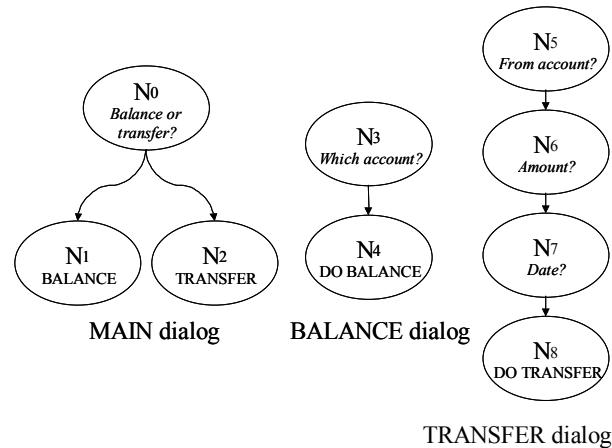 N0
Balance or
transfer?
N1
BALANCE
N2
TRANSFER
MAIN dialog
N3
Which account?
N4
DO BALANCE
BALANCE dialog
N5
From account?
N6
Amount?
N7
Date?
N8
DO TRANSFER
TRANSFER dialog